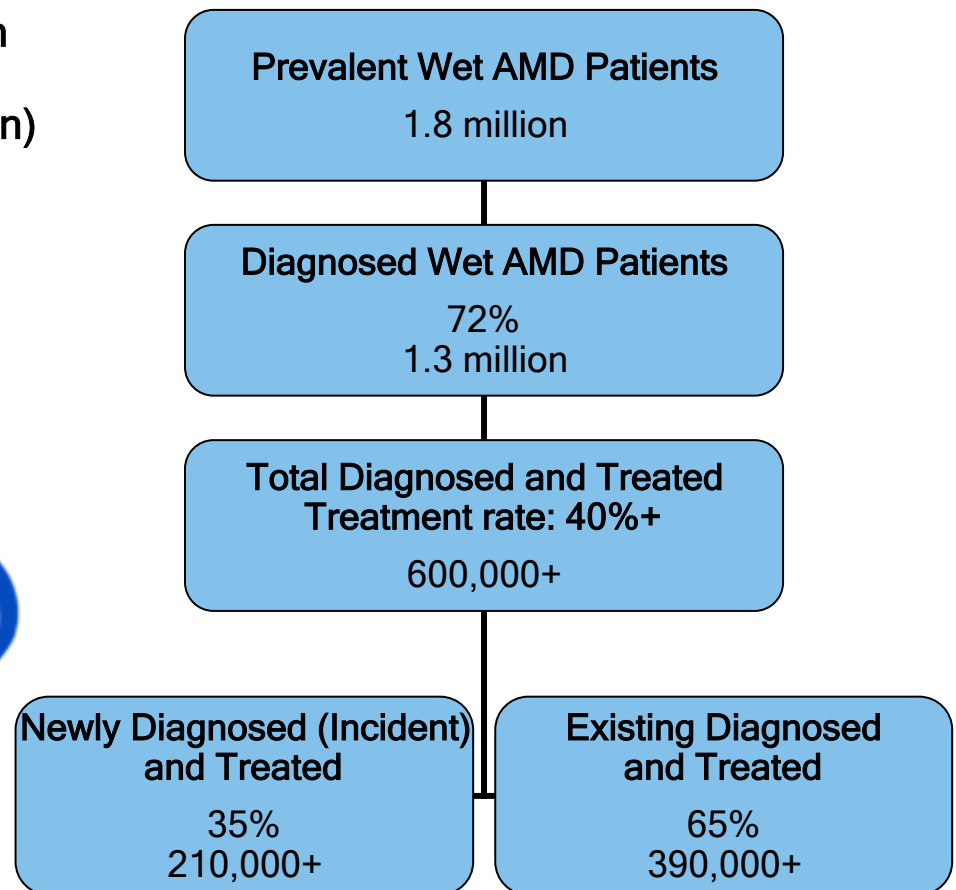 n)
Prevalent Wet AMD Patients
1.8 million
Diagnosed Wet AMD Patients
72%
1.3 million
Total Diagnosed and Treated
Treatment rate: 40%+
600,000+
Newly Diagnosed (Incident)
and Treated
35%
210,000+
Existing Diagnosed
and Treated
65%
390,000+